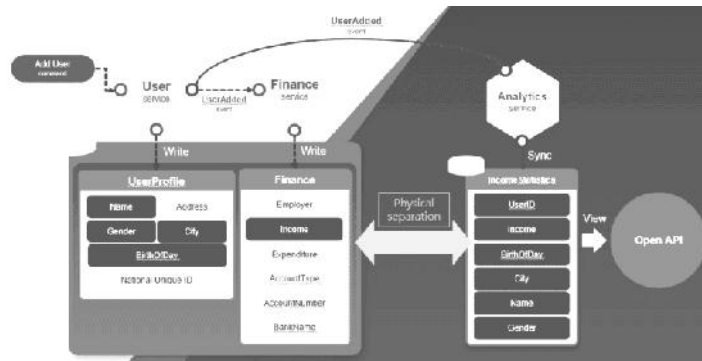 UserAdded
event
Add User
command
User
service
UserAdded
event
Finance
service
Analytics
service
Write
Write
Sync
UserProfile
Name
Address
Gender
City
BirthOfDay
National Unique ID
Finance
Employer
Income
Expenditure
AccountType
AccountNumber
BankName
Physical
separation
Income Statistics
UserID
Income
BirthOfDay
City
Name
Gender
View
Open API